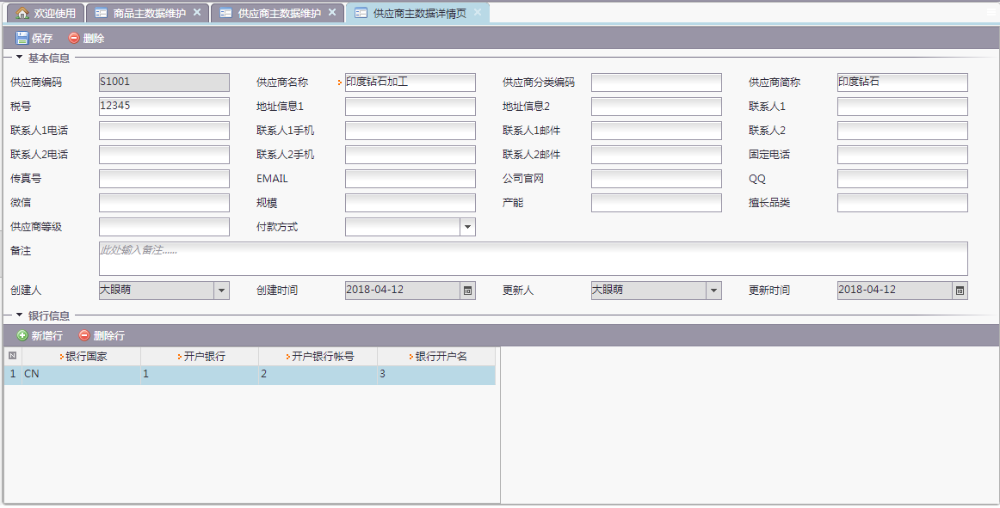 欢迎使用 商品主数据维护 供应商主数据维护 供应商主数据详情页
保存 删除
基本信息
供应商编码 S1001 供应商名称 印度钻石加工 供应商分类编码 供应商简称 印度钻石
税号 12345 地址信息1 地址信息2 联系人1
联系人1电话 联系人1手机 联系人1邮件 联系人2
联系人2电话 联系人2手机 联系人2邮件 固定电话
传真号 EMAIL 公司官网 QQ
微信 规模 产能 擅长品类
供应商等级 付款方式
备注 此处输入备注......
创建人 大眼萌 创建时间 2018-04-12 更新人 大眼萌 更新时间 2018-04-12
银行信息
新增行 删除行
N 银行国家 开户银行 开户银行帐号 银行开户名
1 CN 1 2 3